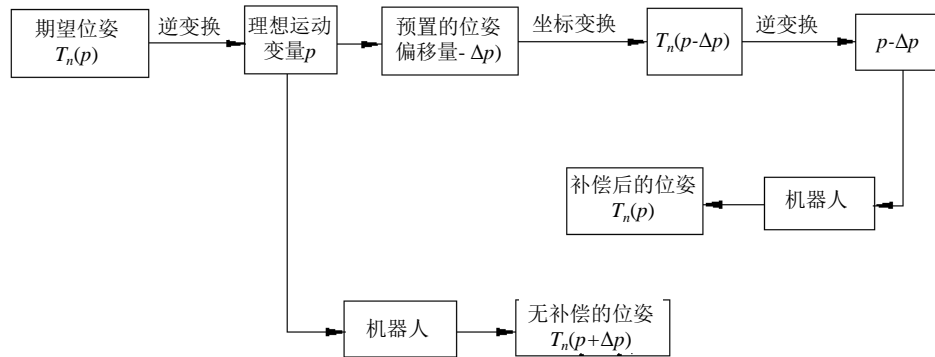 期望位姿
Tₙ(p)
逆变换
理想运动
变量p
预置的位姿
偏移量- Δp)
坐标变换
Tₙ(p-Δp)
逆变换
p-Δp
补偿后的位姿
Tₙ(p)
机器人
机器人
无补偿的位姿
Tₙ(p+Δp)